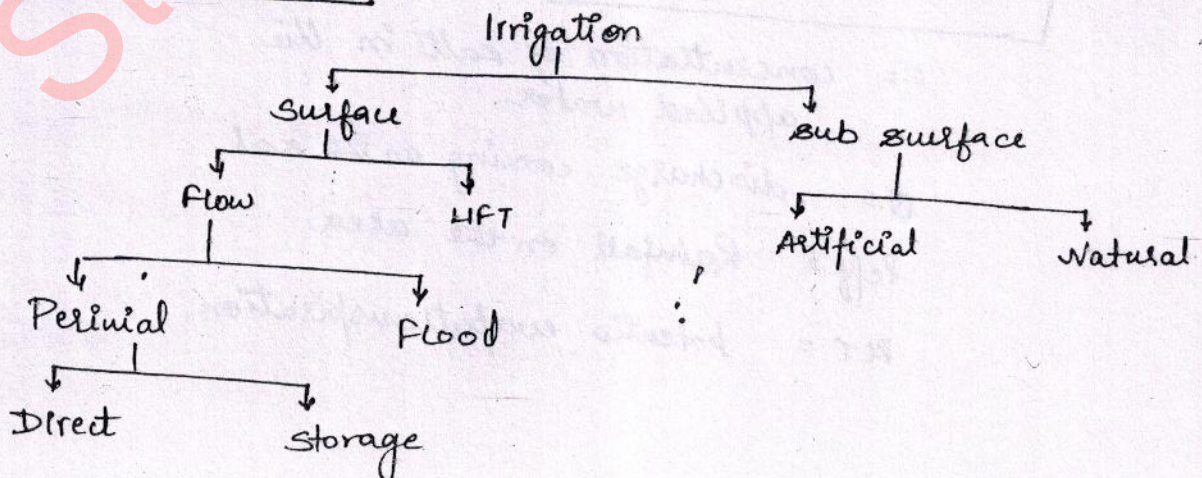 Irrigation
Surface
sub surface
Flow
LIFT
Artificial
Natural
Perinial
Flood
Direct
Storage